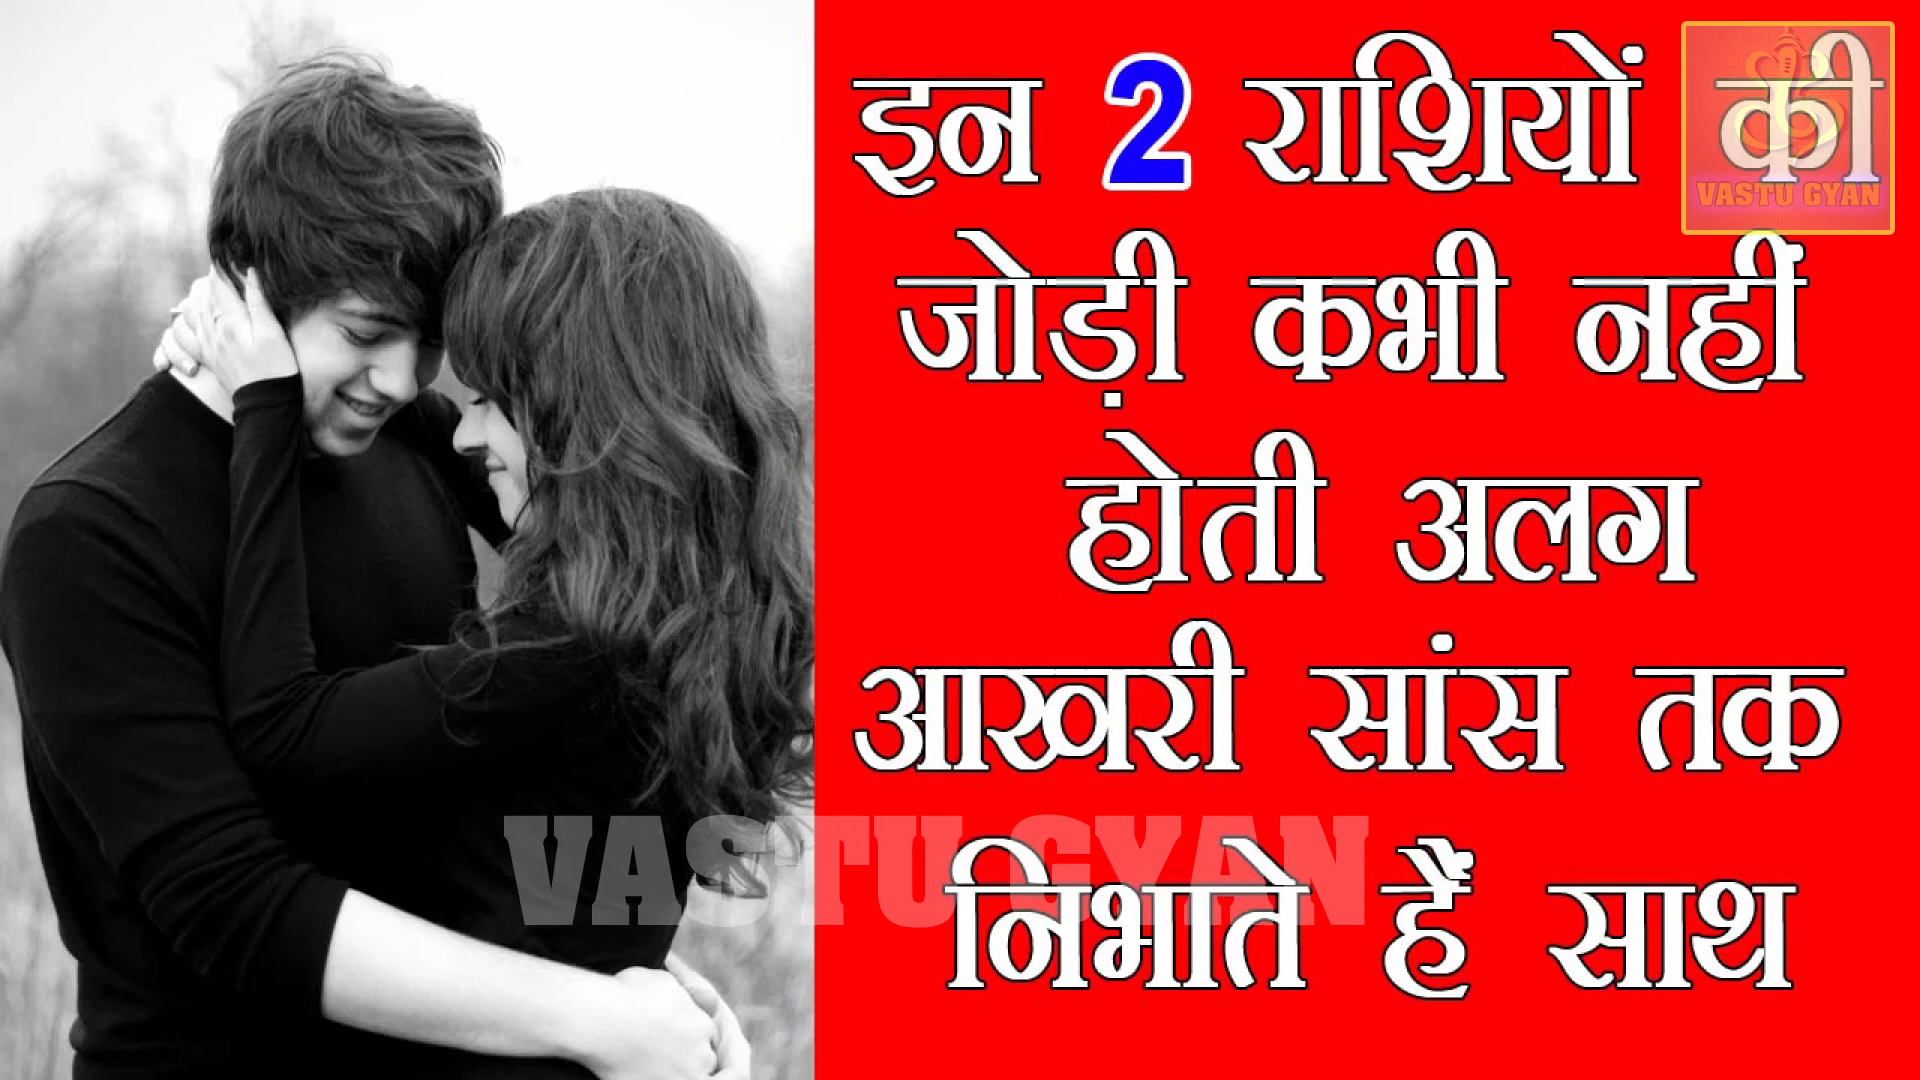 इन 2 राशियों की
VASTU GYAN
जोड़ी कभी नहीं
होती अलग
आखरी सांस तक
VASTU GYAN
निभाते हैं साथ